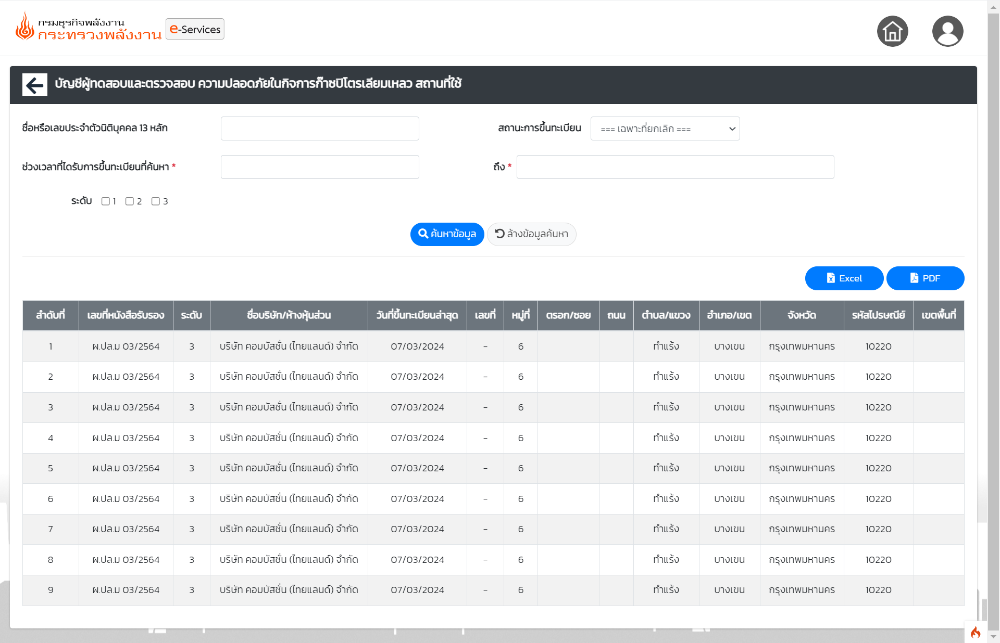 กรมธุรกิจพลังงาน
กระทรวงพลังงาน
e-Services
บัญชีผู้ทดสอบและตรวจสอบ ความปลอดภัยในกิจการก๊าซปิโตรเลียมเหลว สถานที่ใช้
ชื่อหรือเลขประจำตัวนิติบุคคล 13 หลัก
สถานะการขึ้นทะเบียน === เฉพาะที่ยกเลิก ===
ช่วงเวลาที่ไดรับการขึ้นทะเบียนที่ค้นหา *
ถึง *
ระดับ 1 2 3
ค้นหาข้อมูล ล้างข้อมูลค้นหา
Excel PDF
ลำดับที่ เลขที่หนังสือรับรอง ระดับ ชื่อบริษัท/ห้างหุ้นส่วน วันที่ขึ้นทะเบียนล่าสุด เลขที่ หมู่ที่ ตรอก/ซอย ถนน ตำบล/แขวง อำเภอ/เขต จังหวัด รหัสไปรษณีย์ เขตพื้นที่
1 ผ.ปล.ม 03/2564 3 บริษัท คอมบัสชั่น (ไทยแลนด์) จำกัด 07/03/2024 - 6 ทำแร้ง บางเขน กรุงเทพมหานคร 10220
2 ผ.ปล.ม 03/2564 3 บริษัท คอมบัสชั่น (ไทยแลนด์) จำกัด 07/03/2024 - 6 ทำแร้ง บางเขน กรุงเทพมหานคร 10220
3 ผ.ปล.ม 03/2564 3 บริษัท คอมบัสชั่น (ไทยแลนด์) จำกัด 07/03/2024 - 6 ทำแร้ง บางเขน กรุงเทพมหานคร 10220
4 ผ.ปล.ม 03/2564 3 บริษัท คอมบัสชั่น (ไทยแลนด์) จำกัด 07/03/2024 - 6 ทำแร้ง บางเขน กรุงเทพมหานคร 10220
5 ผ.ปล.ม 03/2564 3 บริษัท คอมบัสชั่น (ไทยแลนด์) จำกัด 07/03/2024 - 6 ทำแร้ง บางเขน กรุงเทพมหานคร 10220
6 ผ.ปล.ม 03/2564 3 บริษัท คอมบัสชั่น (ไทยแลนด์) จำกัด 07/03/2024 - 6 ทำแร้ง บางเขน กรุงเทพมหานคร 10220
7 ผ.ปล.ม 03/2564 3 บริษัท คอมบัสชั่น (ไทยแลนด์) จำกัด 07/03/2024 - 6 ทำแร้ง บางเขน กรุงเทพมหานคร 10220
8 ผ.ปล.ม 03/2564 3 บริษัท คอมบัสชั่น (ไทยแลนด์) จำกัด 07/03/2024 - 6 ทำแร้ง บางเขน กรุงเทพมหานคร 10220
9 ผ.ปล.ม 03/2564 3 บริษัท คอมบัสชั่น (ไทยแลนด์) จำกัด 07/03/2024 - 6 ทำแร้ง บางเขน กรุงเทพมหานคร 10220